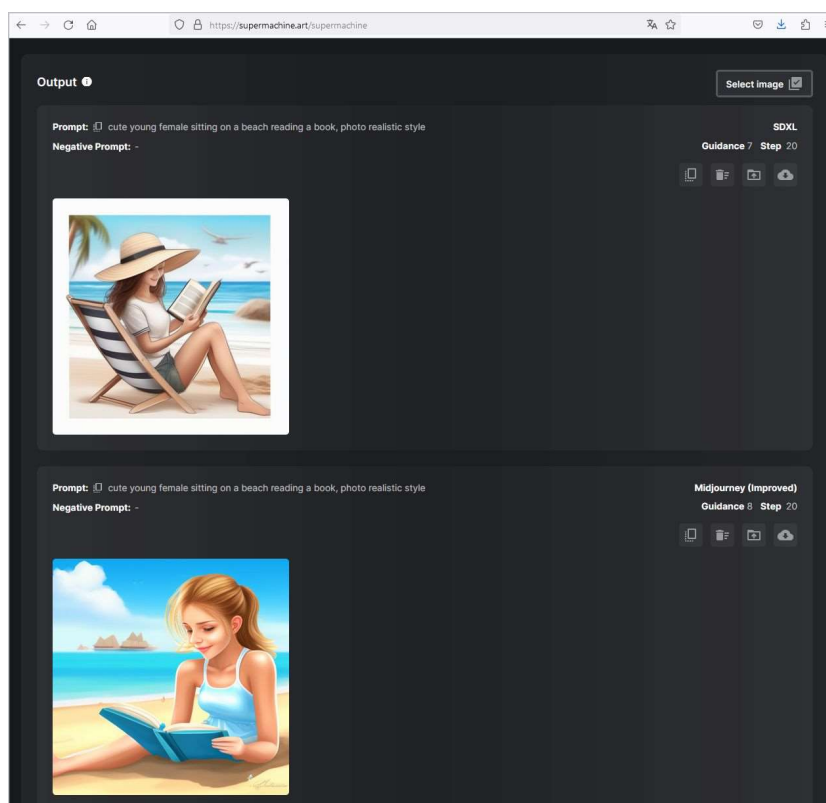 https://supermachine.art/supermachine
Output
Select image
Prompt: cute young female sitting on a beach reading a book, photo realistic style
SDXL
Negative Prompt: -
Guidance 7 Step 20
Prompt: cute young female sitting on a beach reading a book, photo realistic style
Midjourney (Improved)
Negative Prompt: -
Guidance 8 Step 20